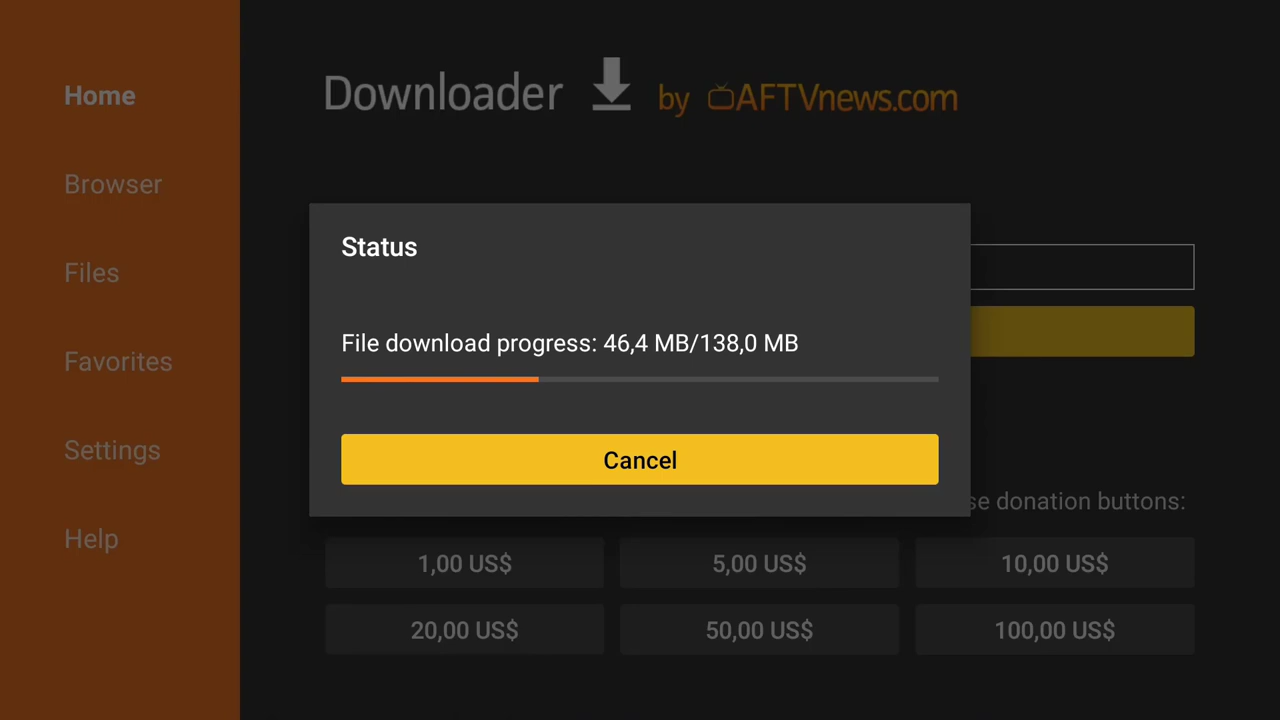 Home
Browser
Files
Favorites
Settings
Help
Downloader by AFTVnews.com
Status
File download progress: 46,4 MB/138,0 MB
Cancel
se donation buttons:
1,00 US$ 5,00 US$ 10,00 US$
20,00 US$ 50,00 US$ 100,00 US$